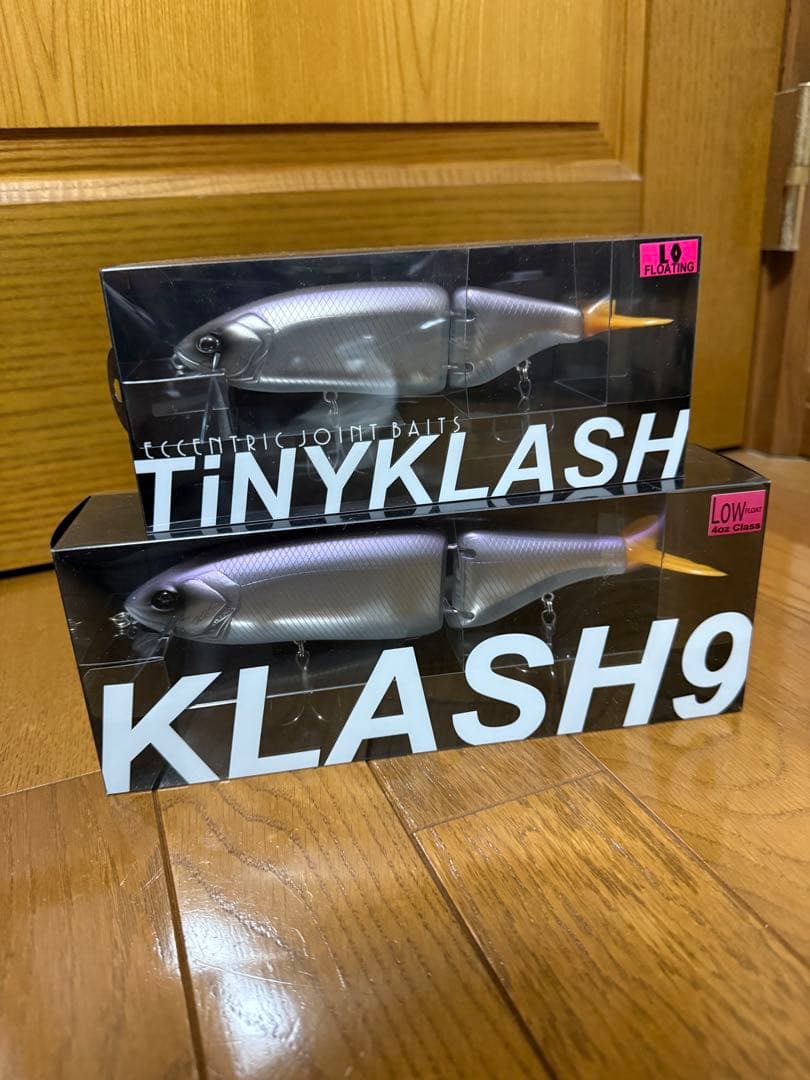 LO
FLOATING
ECCENTRIC JOINT BAITS
TiNYKLASH
LOW FLOAT
4oz Class
KLASH9